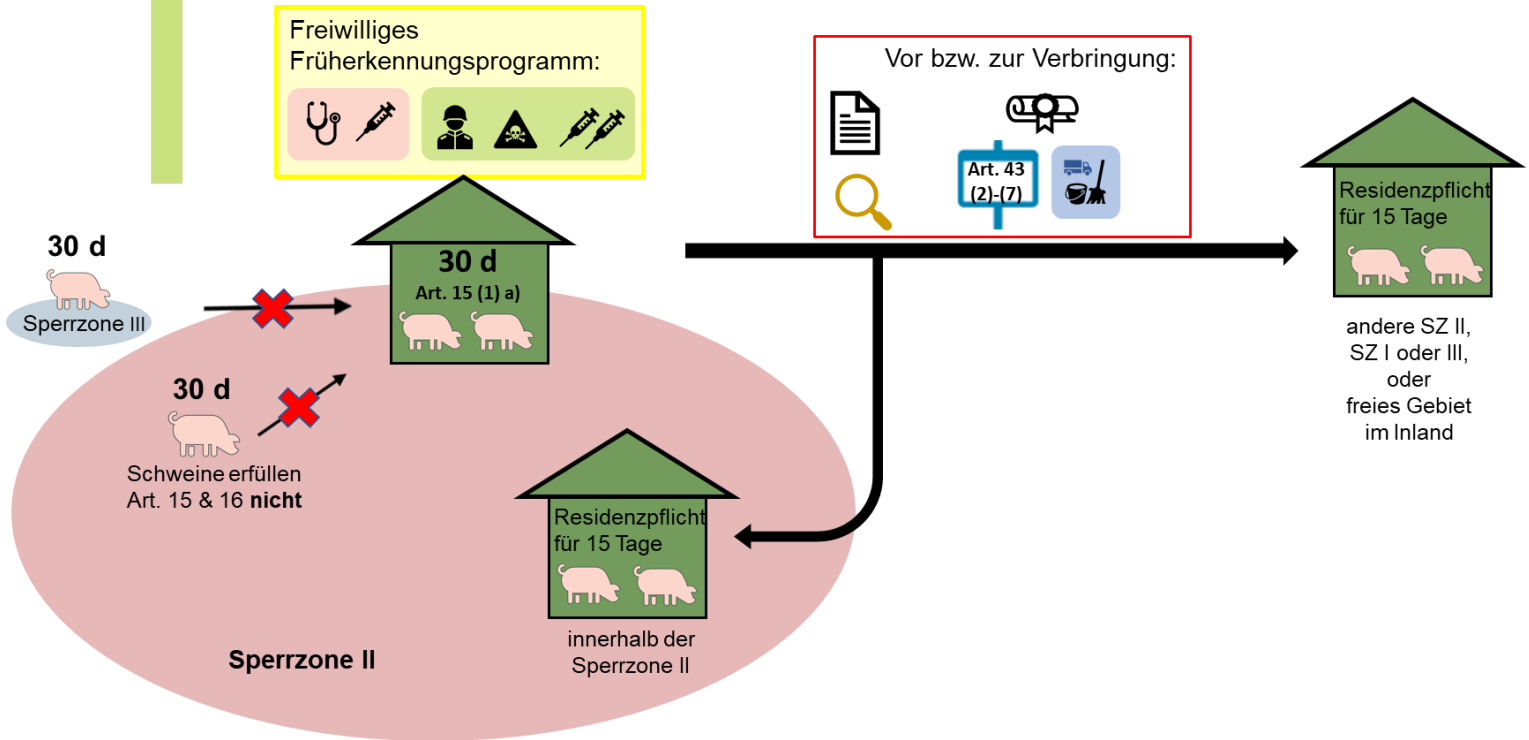 Freiwilliges
Früherkennungsprogramm:
Vor bzw. zur Verbringung:
Art. 43
(2)-(7)
Residenzpflicht
für 15 Tage
andere SZ II,
SZ I oder III,
oder
freies Gebiet
im Inland
30 d
Sperrzone III
30 d
Art. 15 (1) a)
30 d
Schweine erfüllen
Art. 15 & 16 nicht
Residenzpflicht
für 15 Tage
innerhalb der
Sperrzone II
Sperrzone II